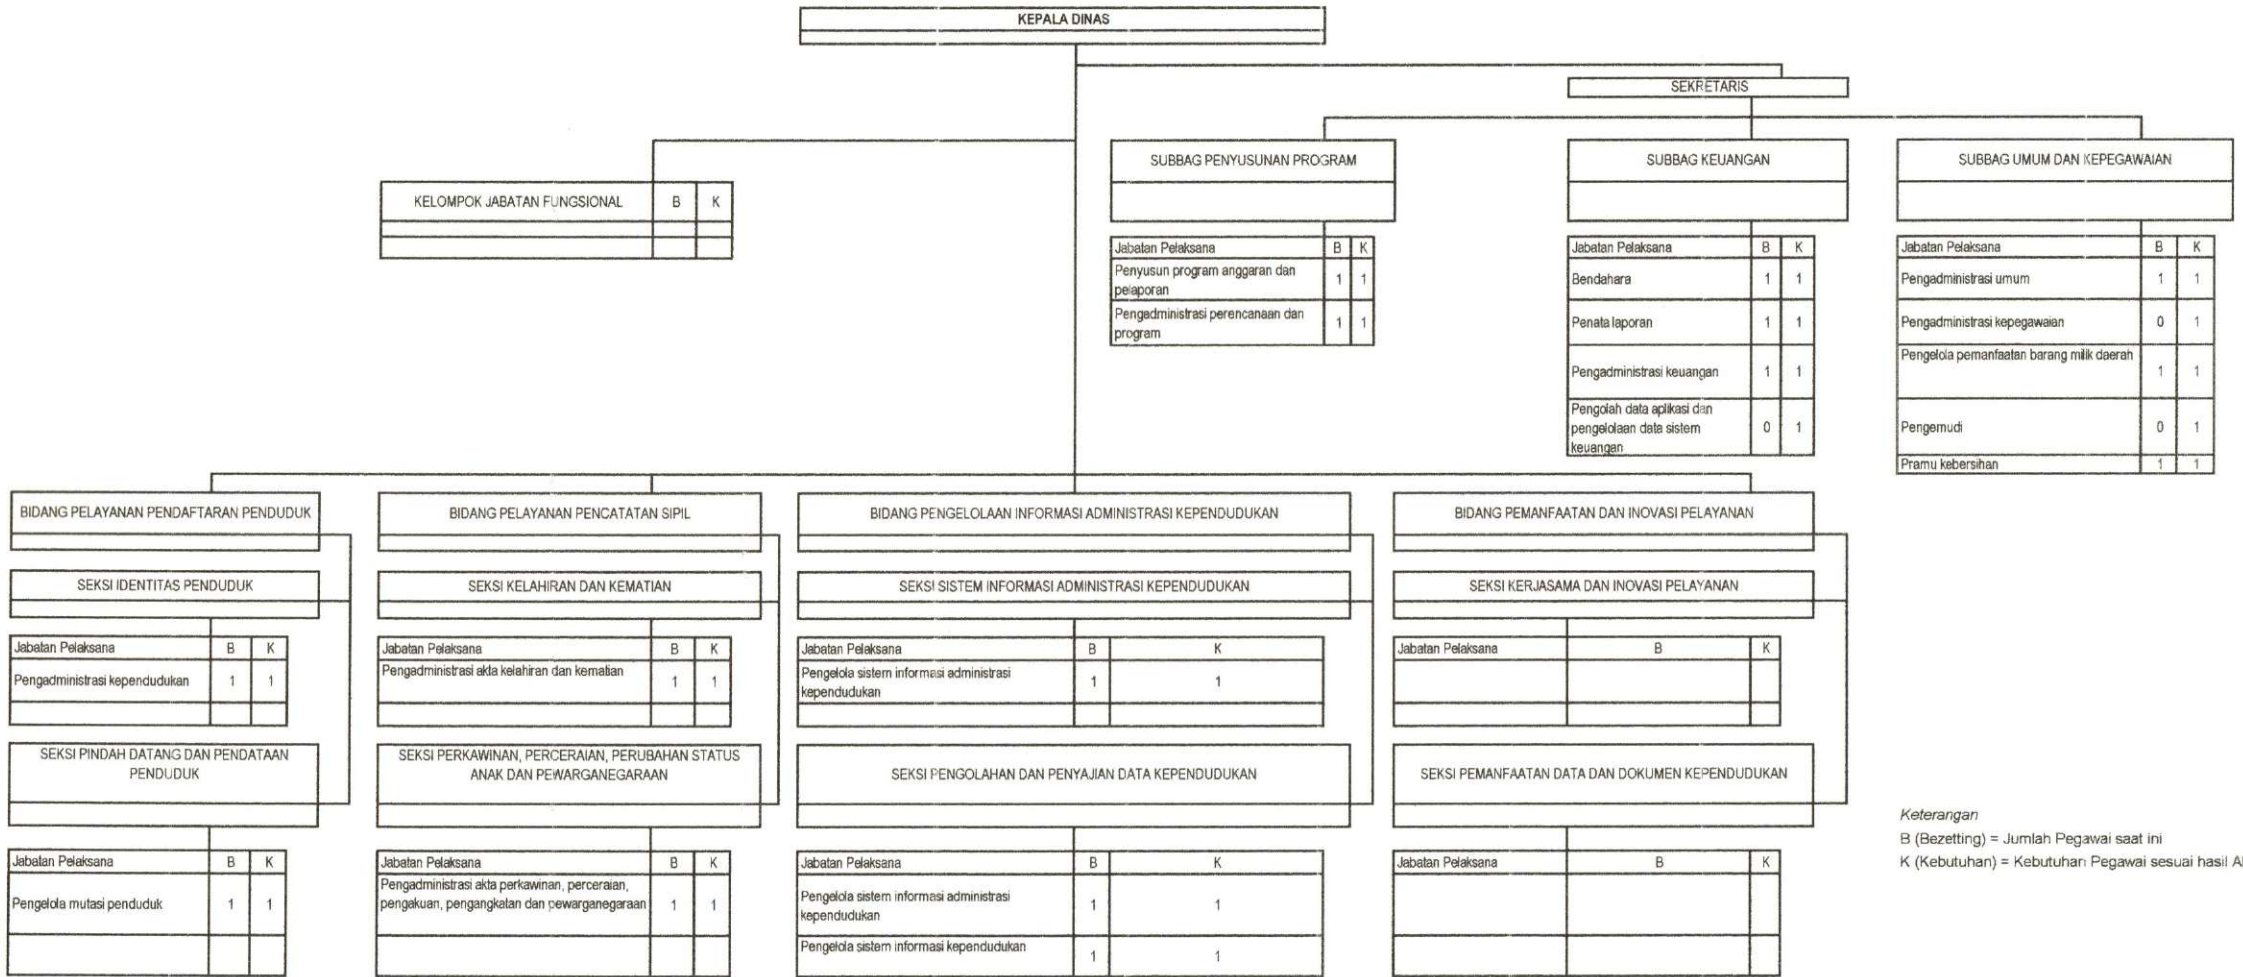 KEPALA DINAS
SEKRETARIS
SUBBAG PENYUSUNAN PROGRAM
SUBBAG KEUANGAN
SUBBAG UMUM DAN KEPEGAWAIAN
KELOMPOK JABATAN FUNGSIONAL B K
Jabatan Pelaksana B K
Penyusun program anggaran dan
pelaporan 1 1
Pengadministrasi perencanaan dan
program 1 1
Jabatan Pelaksana B K
Bendahara 1 1
Penata laporan 1 1
Pengadministrasi keuangan 1 1
Pengolah data aplikasi dan
pengelolaan data sistem 0 1
keuangan
Jabatan Pelaksana B K
Pengadministrasi umum 1 1
Pengadministrasi kepegawaian 0 1
Pengelola pemanfaatan barang milik daerah
1 1
Pengemudi 0 1
Pramu kebersihan 1 1
BIDANG PELAYANAN PENDAFTARAN PENDUDUK
SEKSI IDENTITAS PENDUDUK
Jabatan Pelaksana B K
Pengadministrasi kependudukan 1 1
SEKSI PINDAH DATANG DAN PENDATAAN
PENDUDUK
Jabatan Pelaksana B K
Pengelola mutasi penduduk 1 1
BIDANG PELAYANAN PENCATATAN SIPIL
SEKSI KELAHIRAN DAN KEMATIAN
Jabatan Pelaksana B K
Pengadministrasi akta kelahiran dan kematian 1 1
SEKSI PERKAWINAN, PERCERAIAN, PERUBAHAN STATUS
ANAK DAN PEWARGANEGARAAN
Jabatan Pelaksana B K
Pengadministrasi akta perkawinan, perceraian,
pengakuan, pengangkatan dan pewarganegaraan 1 1
BIDANG PENGELOLAAN INFORMASI ADMINISTRASI KEPENDUDUKAN
SEKSI SISTEM INFORMASI ADMINISTRASI KEPENDUDUKAN
Jabatan Pelaksana B K
Pengelola sistem informasi administrasi
kependudukan 1 1
SEKSI PENGOLAHAN DAN PENYAJIAN DATA KEPENDUDUKAN
Jabatan Pelaksana B K
Pengelola sistem informasi administrasi
kependudukan 1 1
Pengelola sistem informasi kependudukan
1 1
BIDANG PEMANFAATAN DAN INOVASI PELAYANAN
SEKSI KERJASAMA DAN INOVASI PELAYANAN
Jabatan Pelaksana B K
SEKSI PEMANFAATAN DATA DAN DOKUMEN KEPENDUDUKAN
Jabatan Pelaksana B K
Keterangan
B (Bezetting) = Jumlah Pegawai saat ini
K (Kebutuhan) = Kebutuhan Pegawai sesuai hasil